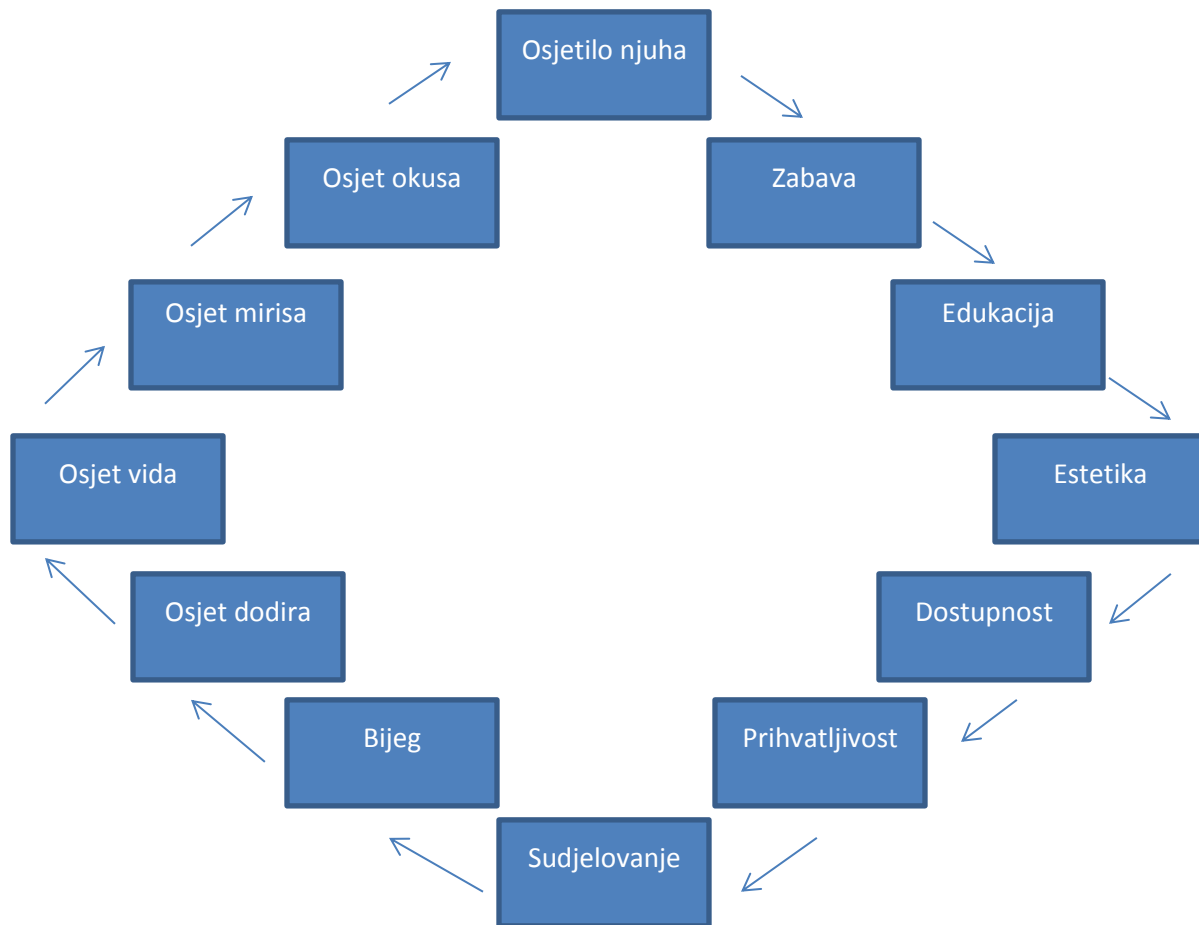 Osjetilo njuha
Zabava
Edukacija
Estetika
Dostupnost
Prihvatljivost
Sudjelovanje
Bijeg
Osjet dodira
Osjet vida
Osjet mirisa
Osjet okusa